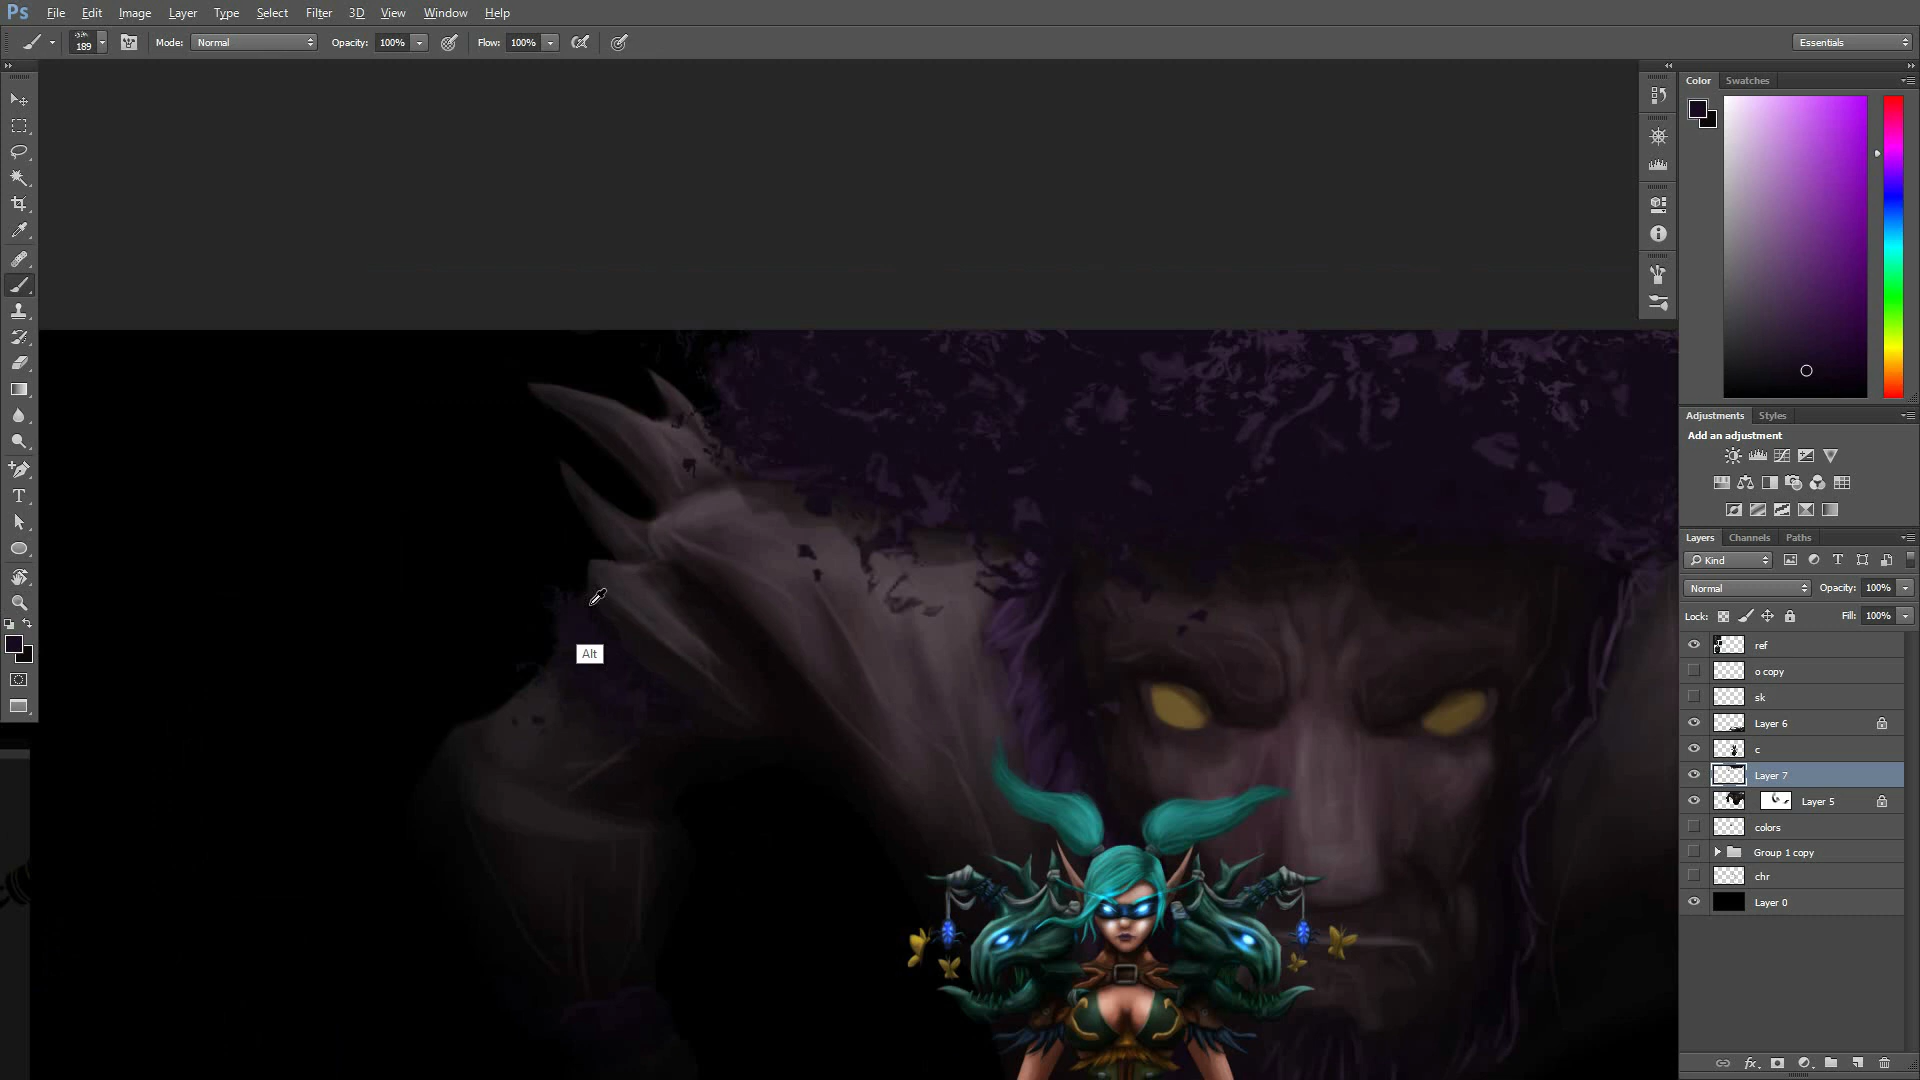 Ps File Edit Image Layer Type Select Filter 3D View Window Help
189 Mode: Normal Opacity: 100% Flow: 100% Essentials
Color Swatches
Adjustments Styles
Add an adjustment
Layers Channels Paths
Kind
Normal Opacity: 100%
Lock: Fill: 100%
ref
o copy
sk
Layer 6
c
Layer 7
Layer 5
colors
Group 1 copy
chr
Layer 0
Alt